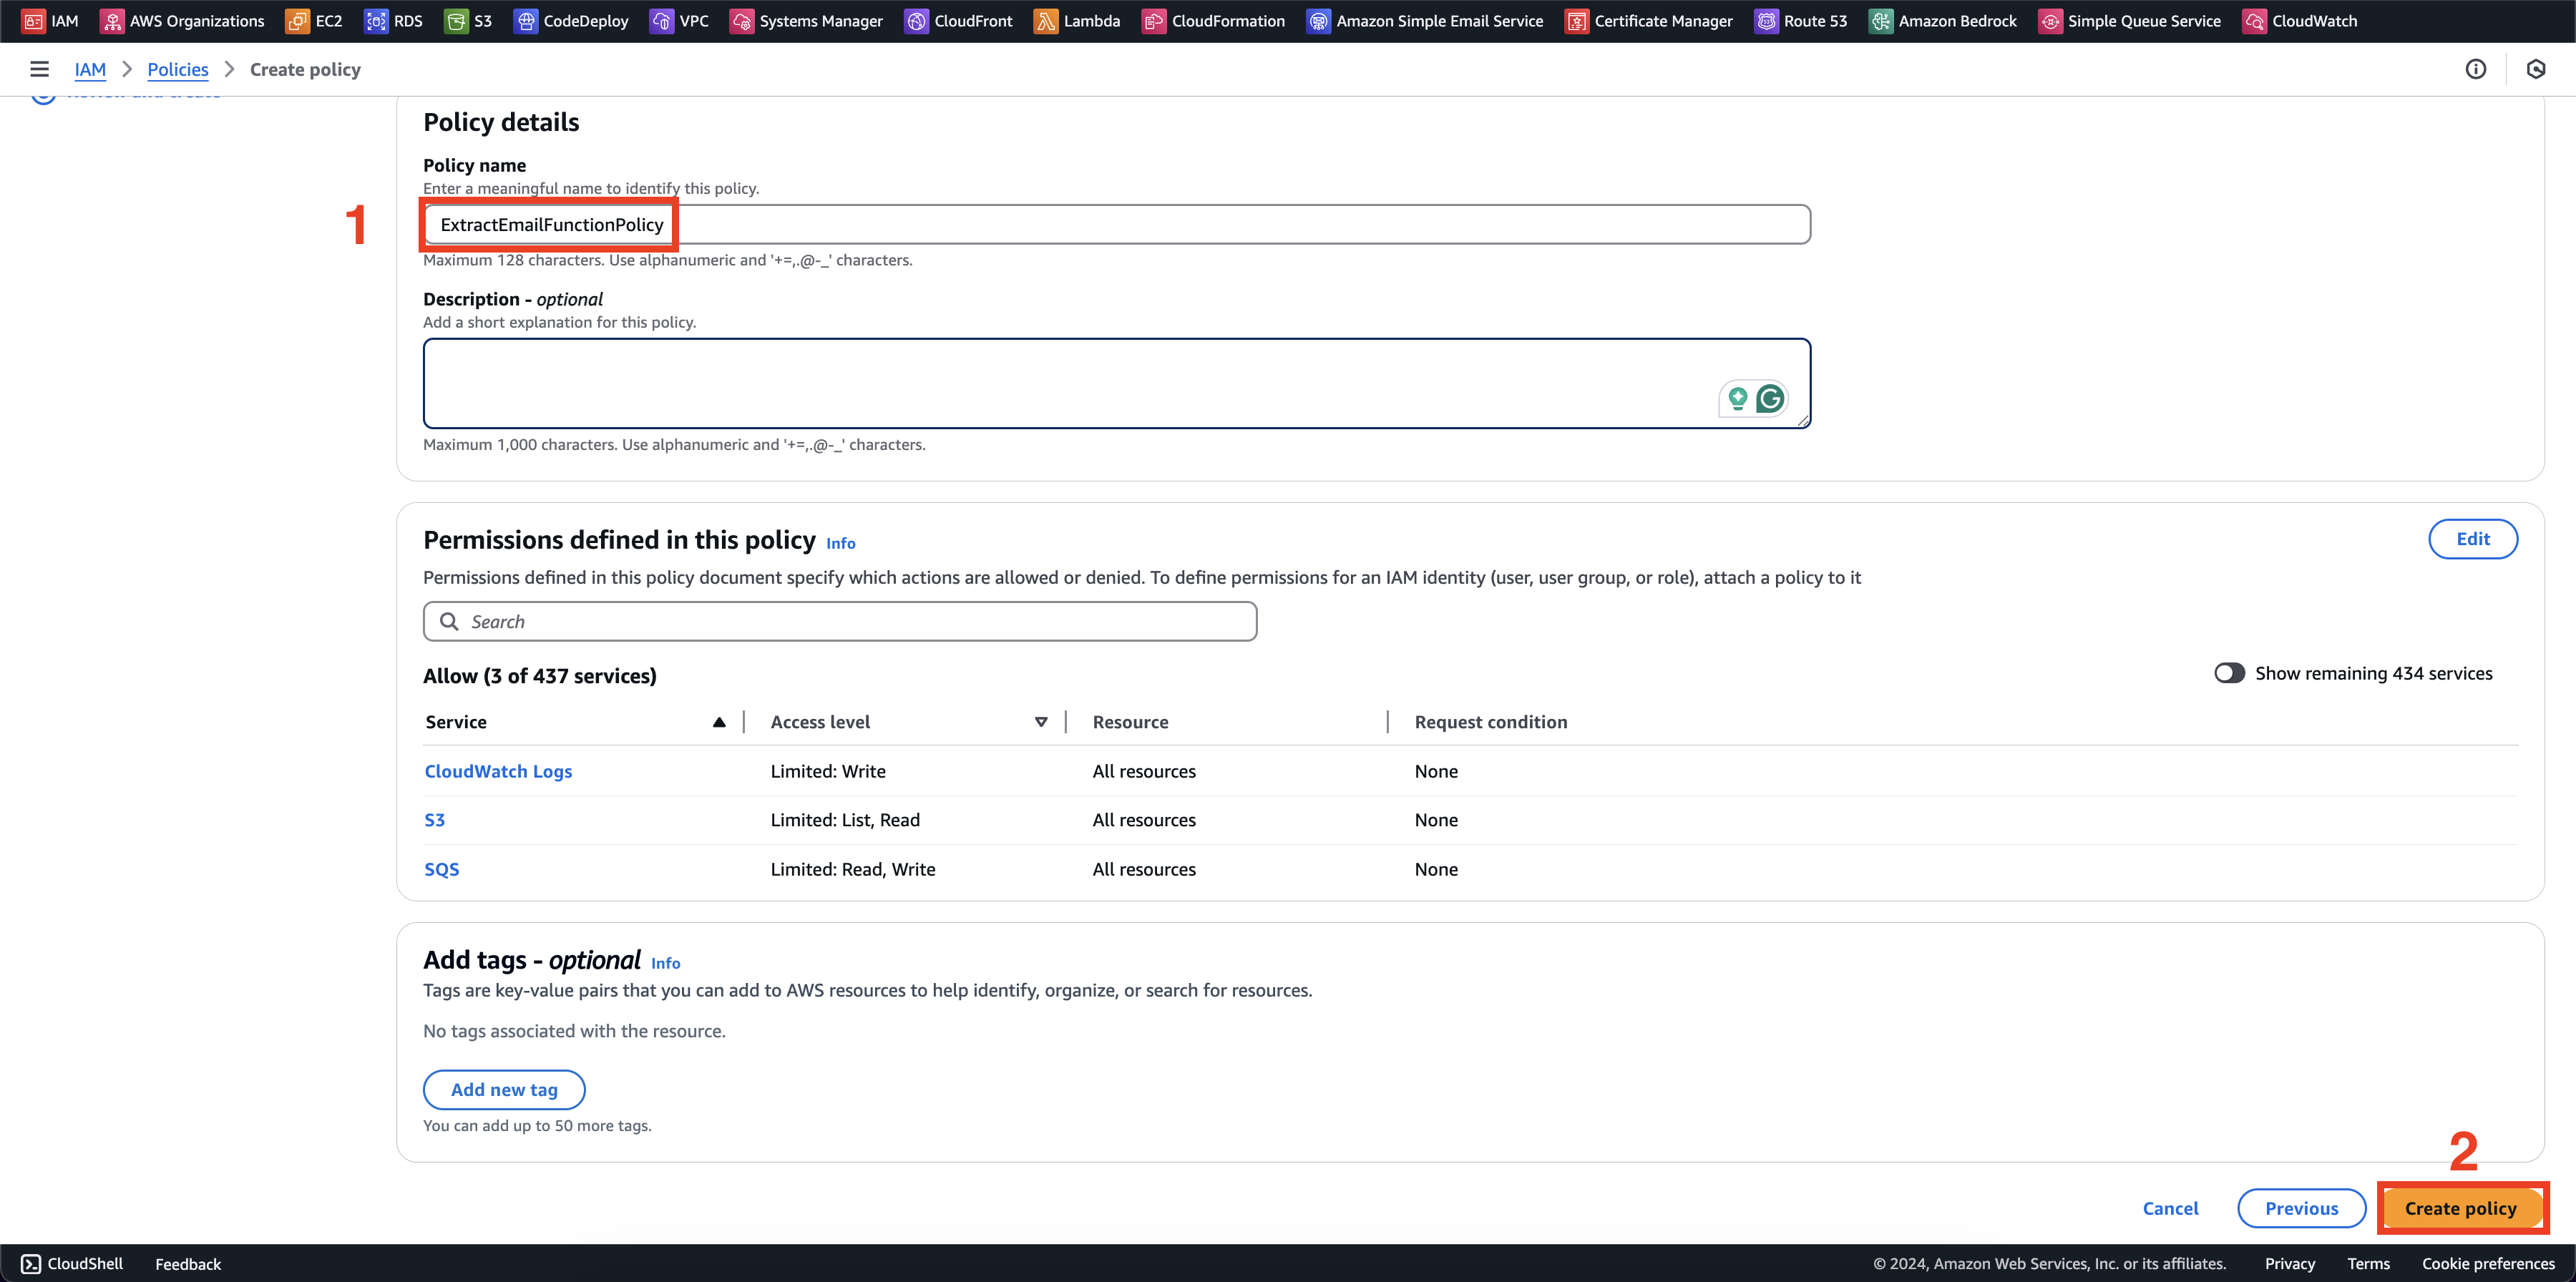 IAM AWS Organizations EC2 RDS S3 CodeDeploy VPC Systems Manager CloudFront Lambda CloudFormation Amazon Simple Email Service Certificate Manager Route 53 Amazon Bedrock Simple Queue Service CloudWatch
IAM Policies Create policy
Review and create
Policy details
Policy name
Enter a meaningful name to identify this policy.
1
ExtractEmailFunctionPolicy
Maximum 128 characters. Use alphanumeric and '+=,.@-_' characters.
Description - optional
Add a short explanation for this policy.
Maximum 1,000 characters. Use alphanumeric and '+=,.@-_' characters.
Permissions defined in this policy Info
Edit
Permissions defined in this policy document specify which actions are allowed or denied. To define permissions for an IAM identity (user, user group, or role), attach a policy to it
Search
Allow (3 of 437 services)
Show remaining 434 services
Service Access level Resource Request condition
CloudWatch Logs Limited: Write All resources None
S3 Limited: List, Read All resources None
SQS Limited: Read, Write All resources None
Add tags - optional Info
Tags are key-value pairs that you can add to AWS resources to help identify, organize, or search for resources.
No tags associated with the resource.
Add new tag
You can add up to 50 more tags.
2
Cancel Previous Create policy
CloudShell Feedback © 2024, Amazon Web Services, Inc. or its affiliates. Privacy Terms Cookie preferences